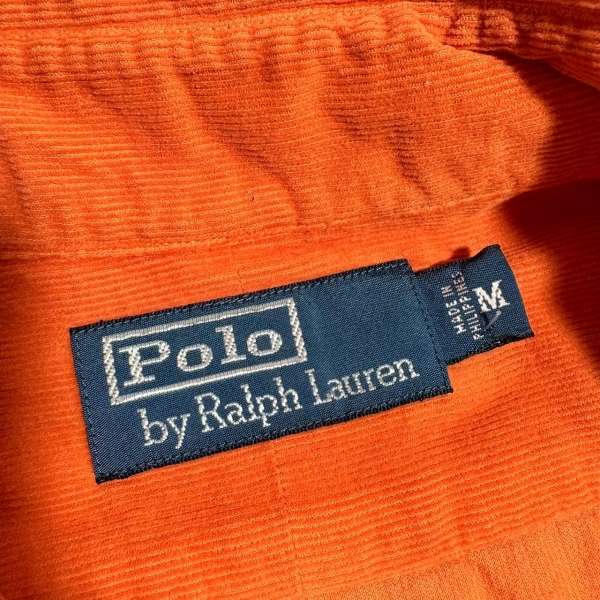 Polo
by Ralph Lauren
MADE IN
PHILIPPINES
M